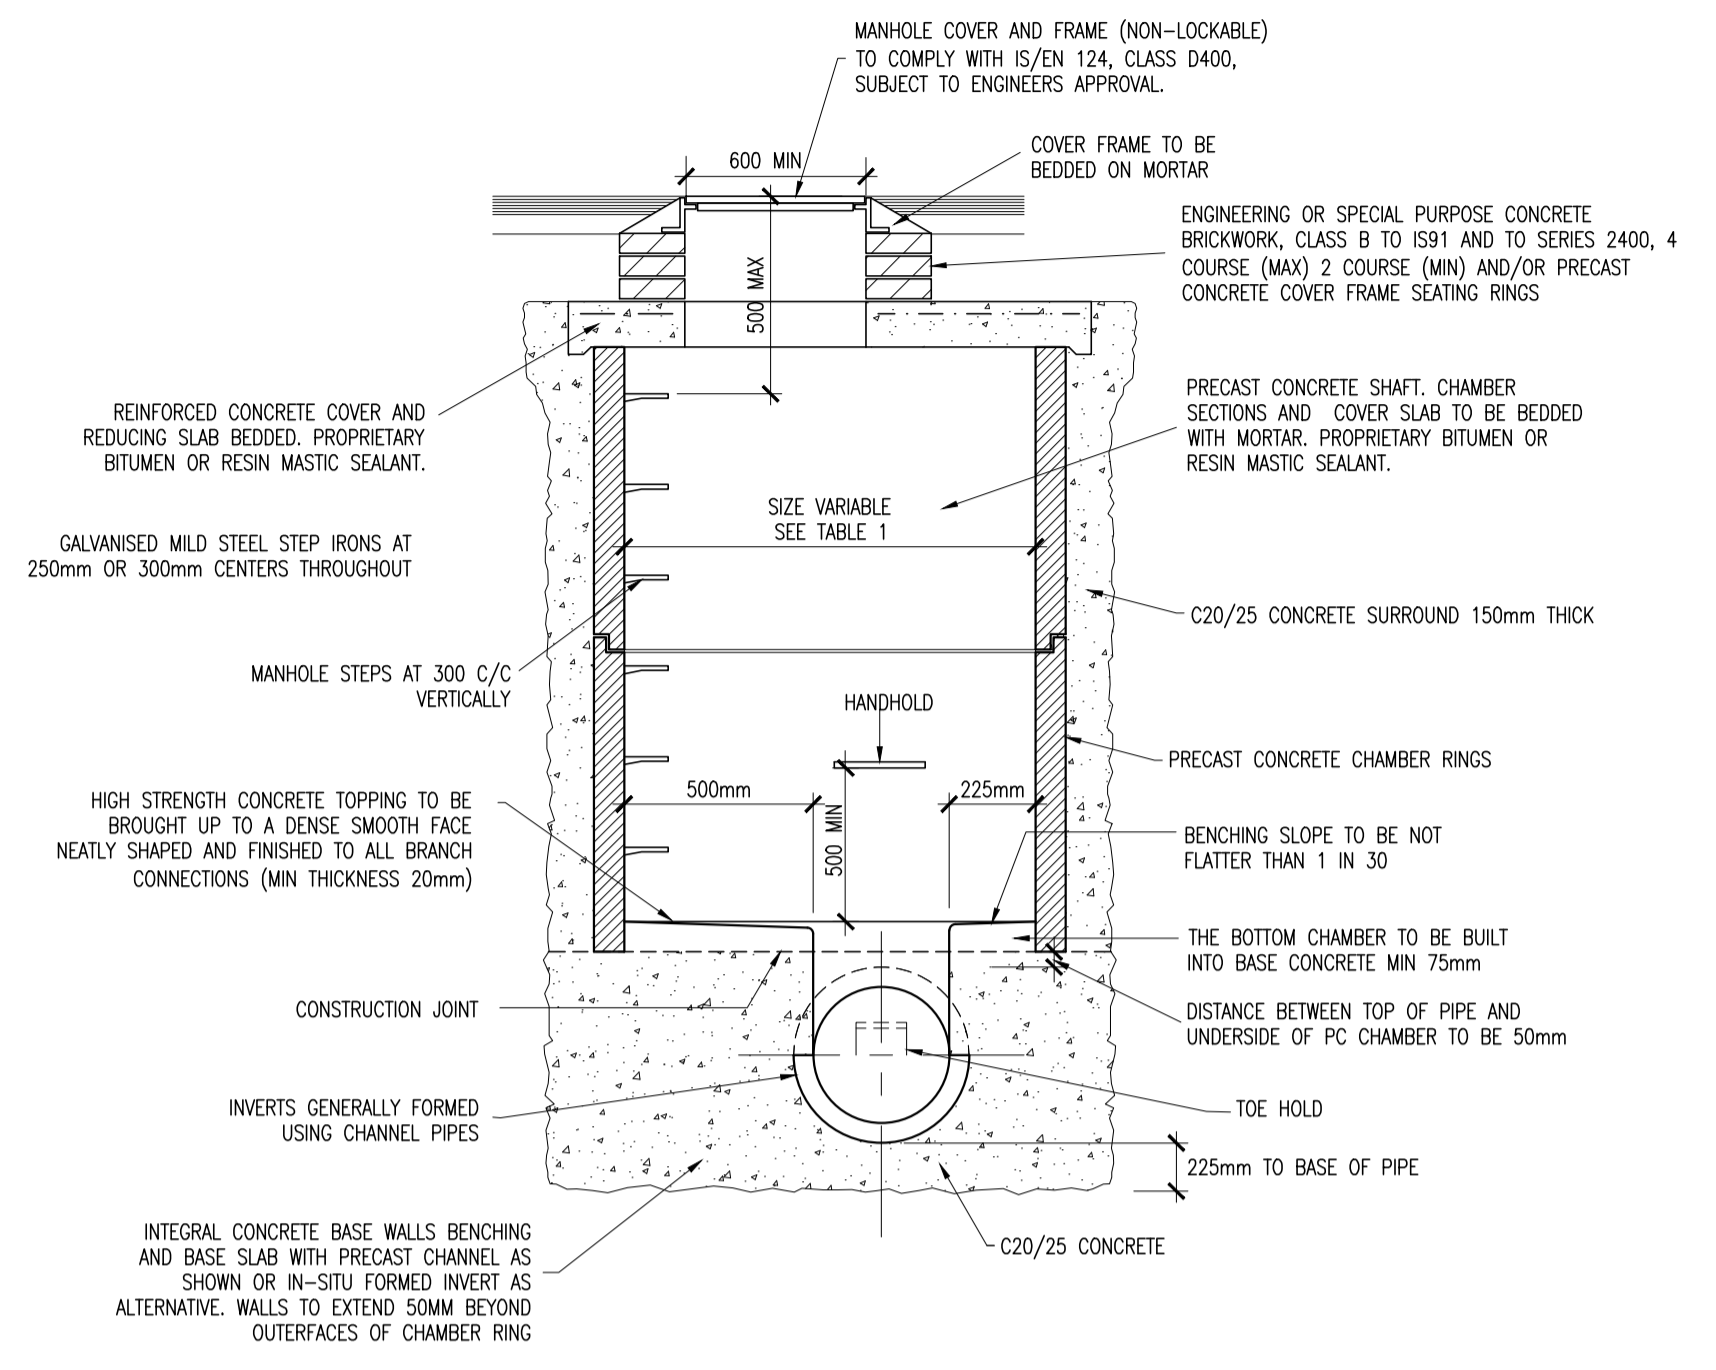 MANHOLE COVER AND FRAME (NON-LOCKABLE)
TO COMPLY WITH IS/EN 124, CLASS D400,
SUBJECT TO ENGINEERS APPROVAL.
COVER FRAME TO BE
BEDDED ON MORTAR
600 MIN
ENGINEERING OR SPECIAL PURPOSE CONCRETE
BRICKWORK, CLASS B TO IS91 AND TO SERIES 2400, 4
COURSE (MAX) 2 COURSE (MIN) AND/OR PRECAST
CONCRETE COVER FRAME SEATING RINGS
500 MAX
REINFORCED CONCRETE COVER AND
REDUCING SLAB BEDDED. PROPRIETARY
BITUMEN OR RESIN MASTIC SEALANT.
PRECAST CONCRETE SHAFT. CHAMBER
SECTIONS AND COVER SLAB TO BE BEDDED
WITH MORTAR. PROPRIETARY BITUMEN OR
RESIN MASTIC SEALANT.
SIZE VARIABLE
SEE TABLE 1
GALVANISED MILD STEEL STEP IRONS AT
250mm OR 300mm CENTERS THROUGHOUT
C20/25 CONCRETE SURROUND 150mm THICK
MANHOLE STEPS AT 300 C/C
VERTICALLY
HANDHOLD
PRECAST CONCRETE CHAMBER RINGS
500mm
225mm
500 MIN
HIGH STRENGTH CONCRETE TOPPING TO BE
BROUGHT UP TO A DENSE SMOOTH FACE
NEATLY SHAPED AND FINISHED TO ALL BRANCH
CONNECTIONS (MIN THICKNESS 20mm)
BENCHING SLOPE TO BE NOT
FLATTER THAN 1 IN 30
THE BOTTOM CHAMBER TO BE BUILT
INTO BASE CONCRETE MIN 75mm
CONSTRUCTION JOINT
DISTANCE BETWEEN TOP OF PIPE AND
UNDERSIDE OF PC CHAMBER TO BE 50mm
INVERTS GENERALLY FORMED
USING CHANNEL PIPES
TOE HOLD
225mm TO BASE OF PIPE
INTEGRAL CONCRETE BASE WALLS BENCHING
AND BASE SLAB WITH PRECAST CHANNEL AS
SHOWN OR IN-SITU FORMED INVERT AS
ALTERNATIVE. WALLS TO EXTEND 50MM BEYOND
OUTERFACES OF CHAMBER RING
C20/25 CONCRETE